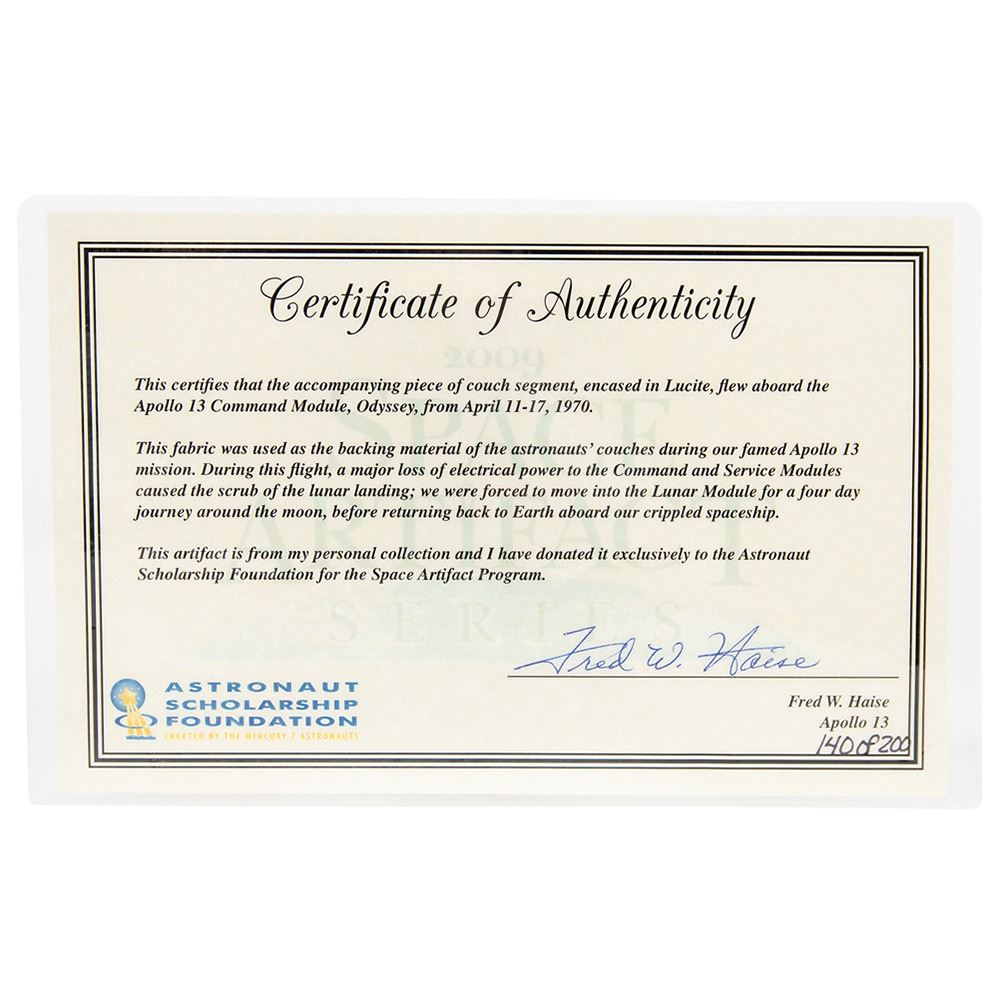 Certificate of Authenticity
2009
This certifies that the accompanying piece of couch segment, encased in Lucite, flew aboard the
Apollo 13 Command Module, Odyssey, from April 11-17, 1970.
SPACE
This fabric was used as the backing material of the astronauts' couches during our famed Apollo 13
mission. During this flight, a major loss of electrical power to the Command and Service Modules
caused the scrub of the lunar landing; we were forced to move into the Lunar Module for a four day
journey around the moon, before returning back to Earth aboard our crippled spaceship.
ARTIFACT
This artifact is from my personal collection and I have donated it exclusively to the Astronaut
Scholarship Foundation for the Space Artifact Program.
SERIES
Fred W. Haise
ASTRONAUT
SCHOLARSHIP
FOUNDATION
CREATED BY THE MERCURY 7 ASTRONAUTS
Fred W. Haise
Apollo 13
140 of 200